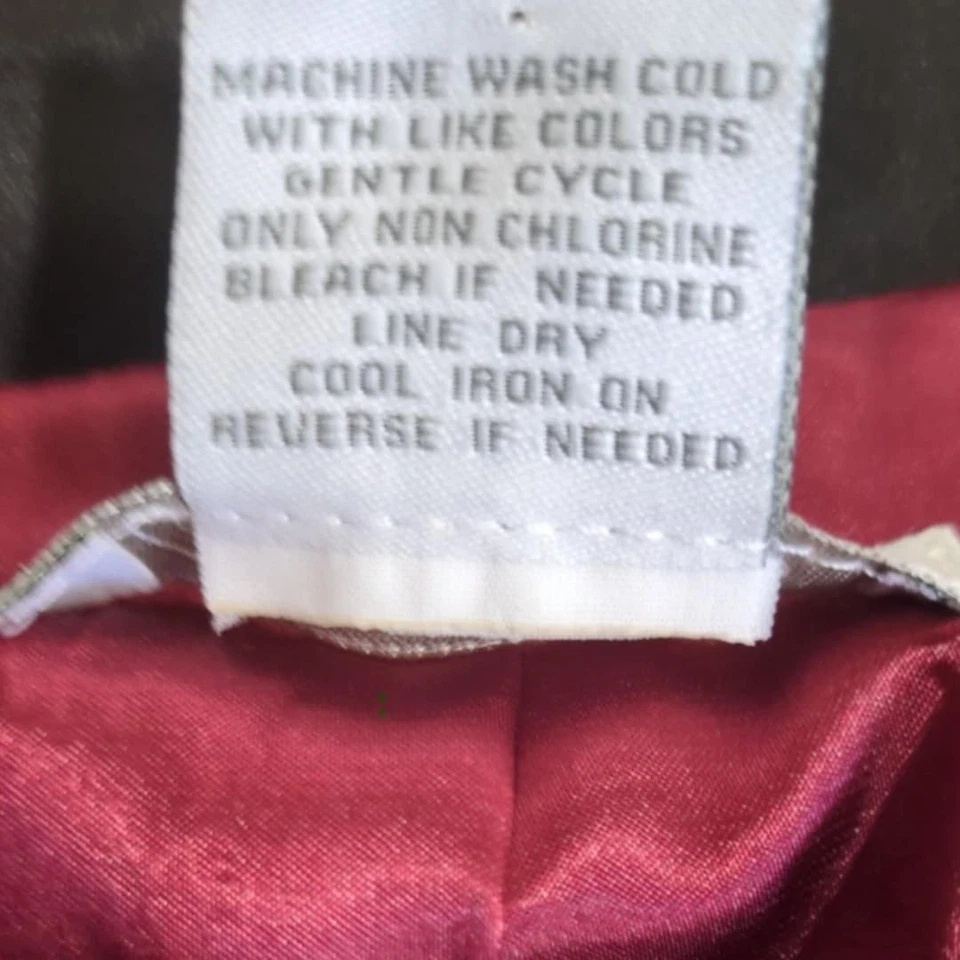 MACHINE WASH COLD
WITH LIKE COLORS
GENTLE CYCLE
ONLY NON CHLORINE
BLEACH IF NEEDED
LINE DRY
COOL IRON ON
REVERSE IF NEEDED